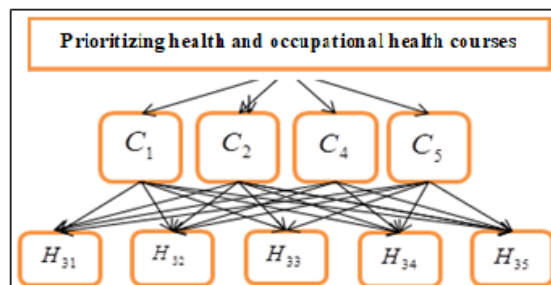 Prioritizing health and occupational health courses
C₁ C₂ C₄ C₅
H₃₁ H₃₂ H₃₃ H₃₄ H₃₅